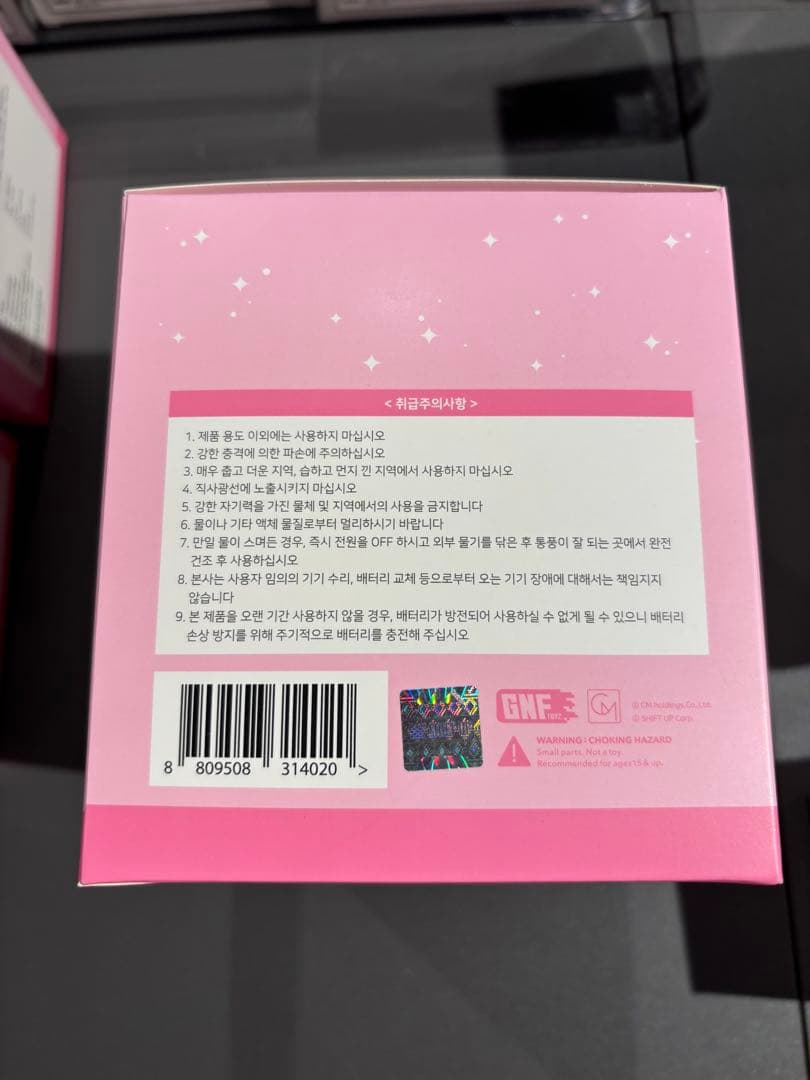 < 취급주의사항 >
1. 제품 용도 이외에는 사용하지 마십시오
2. 강한 충격에 의한 파손에 주의하십시오
3. 매우 춥고 더운 지역, 습하고 먼지 낀 지역에서 사용하지 마십시오
4. 직사광선에 노출시키지 마십시오
5. 강한 자기력을 가진 물체 및 지역에서의 사용을 금지합니다
6. 물이나 기타 액체 물질로부터 멀리하시기 바랍니다
7. 만일 물이 스며든 경우, 즉시 전원을 OFF 하시고 외부 물기를 닦은 후 통풍이 잘 되는 곳에서 완전
건조 후 사용하십시오
8. 본사는 사용자 임의의 기기 수리, 배터리 교체 등으로부터 오는 기기 장애에 대해서는 책임지지
않습니다
9. 본 제품을 오랜 기간 사용하지 않을 경우, 배터리가 방전되어 사용하실 수 없게 될 수 있으니 배터리
손상 방지를 위해 주기적으로 배터리를 충전해 주십시오
8 809508 314020 >
GNF TOYZ
CM
© CM holdings.Co.,Ltd.
© SHIFT UP Corp.
WARNING : CHOKING HAZARD
Small parts. Not a toy.
Recommended for ages15 & up.